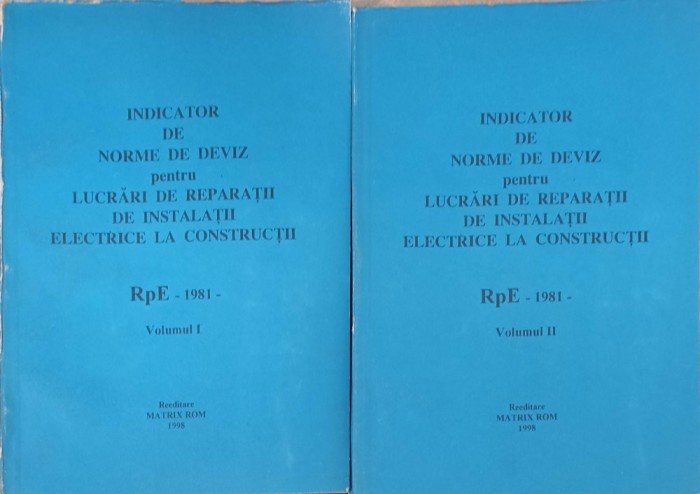 INDICATOR
DE
NORME DE DEVIZ
pentru
LUCRĂRI DE REPARAȚII
DE INSTALAȚII
ELECTRICE LA CONSTRUCȚII
RpE - 1981 -
Volumul I
Reeditare
MATRIX ROM
1998
INDICATOR
DE
NORME DE DEVIZ
pentru
LUCRĂRI DE REPARAȚII
DE INSTALAȚII
ELECTRICE LA CONSTRUCȚII
RpE - 1981 -
Volumul II
Reeditare
MATRIX ROM
1998